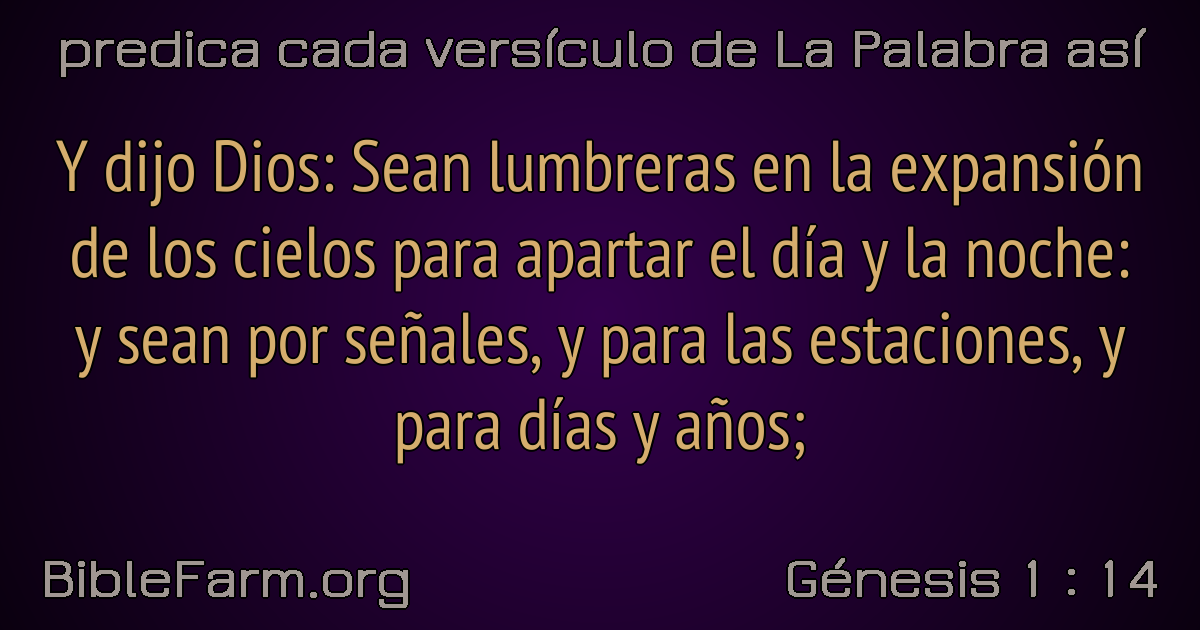 predica cada versículo de La Palabra así
Y dijo Dios: Sean lumbreras en la expansión
de los cielos para apartar el día y la noche:
y sean por señales, y para las estaciones, y
para días y años;
BibleFarm.org
Génesis 1 : 14